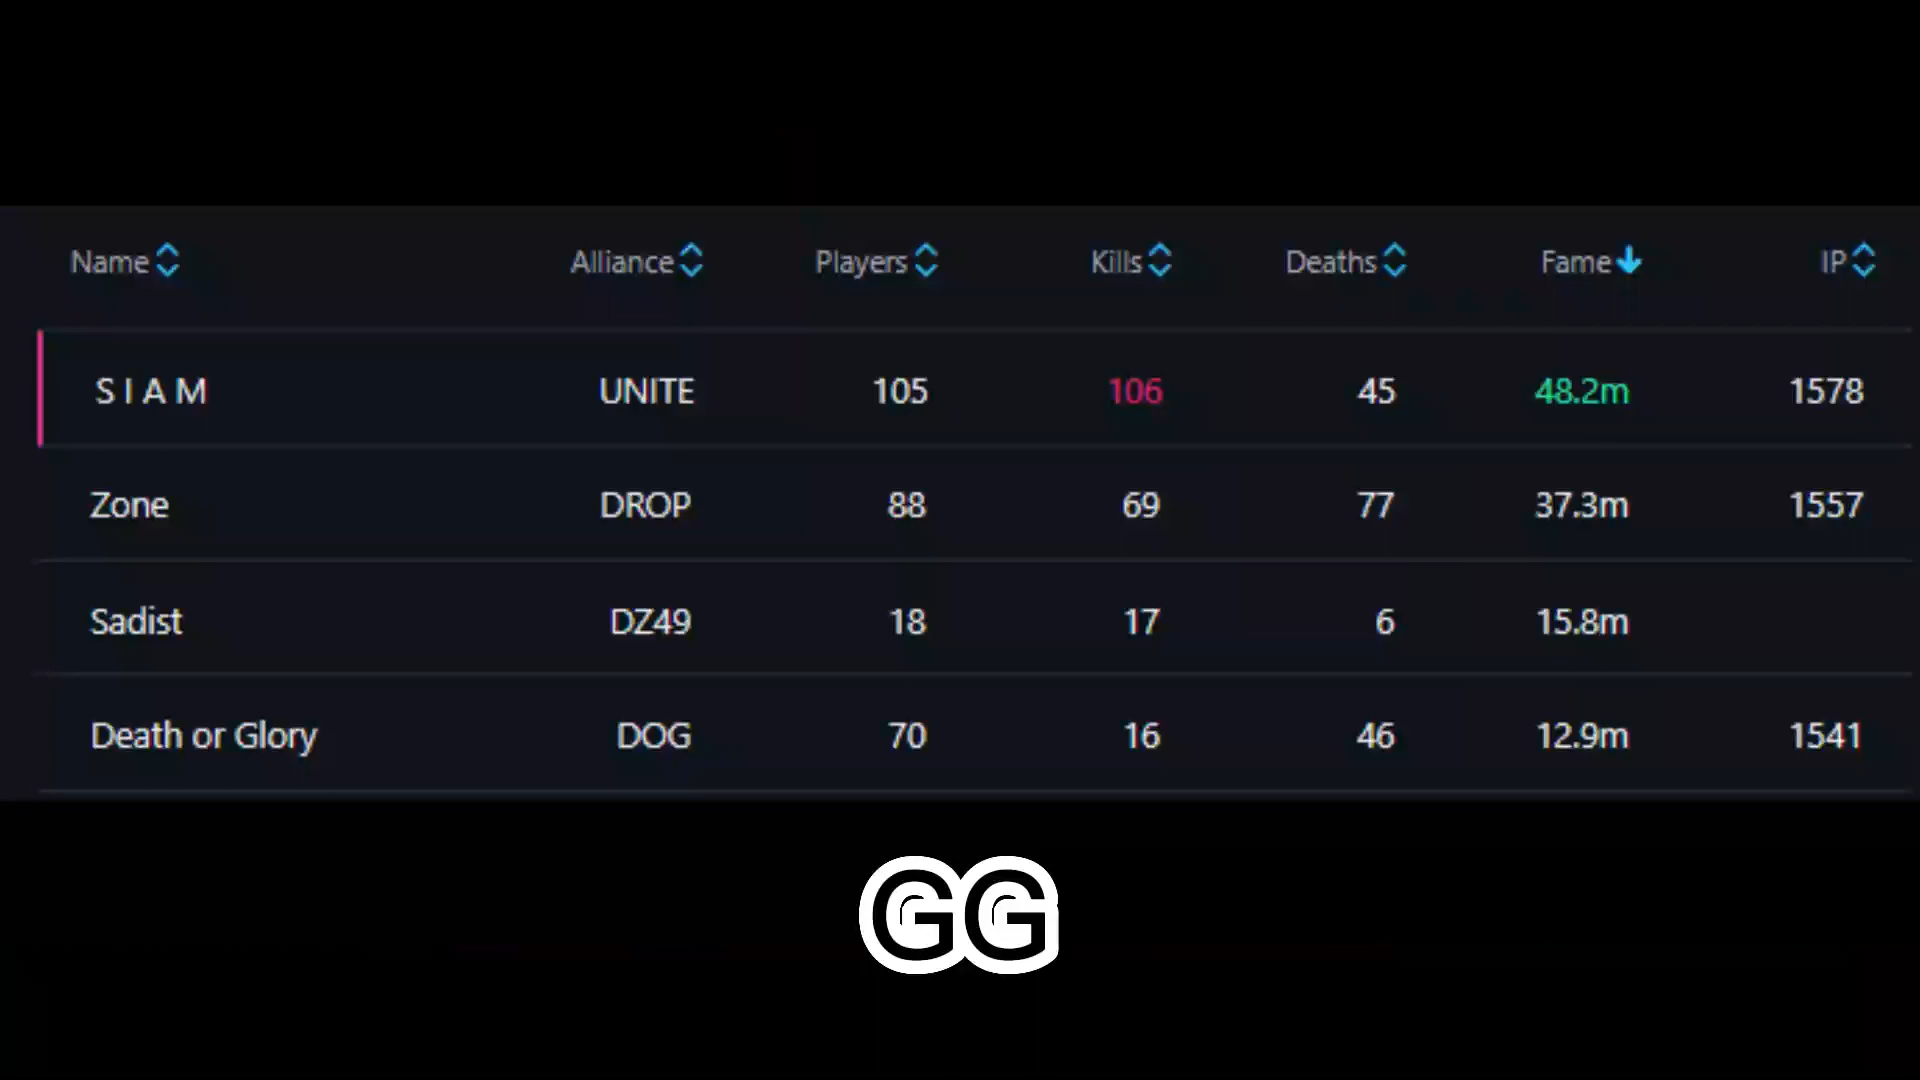 Name Alliance Players Kills Deaths Fame IP
S I A M UNITE 105 106 45 48.2m 1578
Zone DROP 88 69 77 37.3m 1557
Sadist DZ49 18 17 6 15.8m
Death or Glory DOG 70 16 46 12.9m 1541
GG